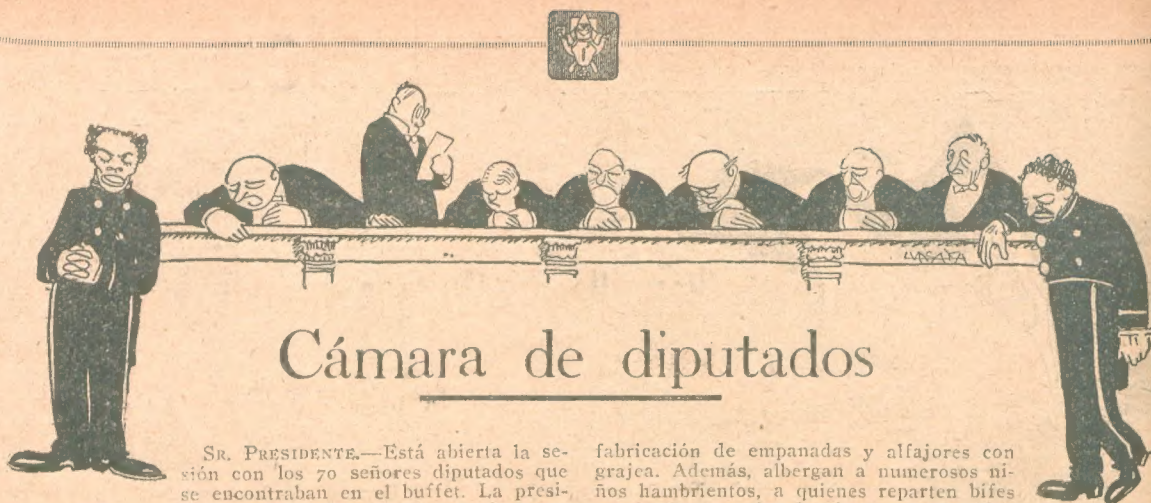 LVGAXA
Cámara de diputados
SR. PRESIDENTE.—Está abierta la se-
sión con los 70 señores diputados que
se encontraban en el buffet. La presi-
fabricación de empanadas y alfajores con
grajea. Además, albergan a numerosos ni-
ños hambrientos, a quienes reparten bifes